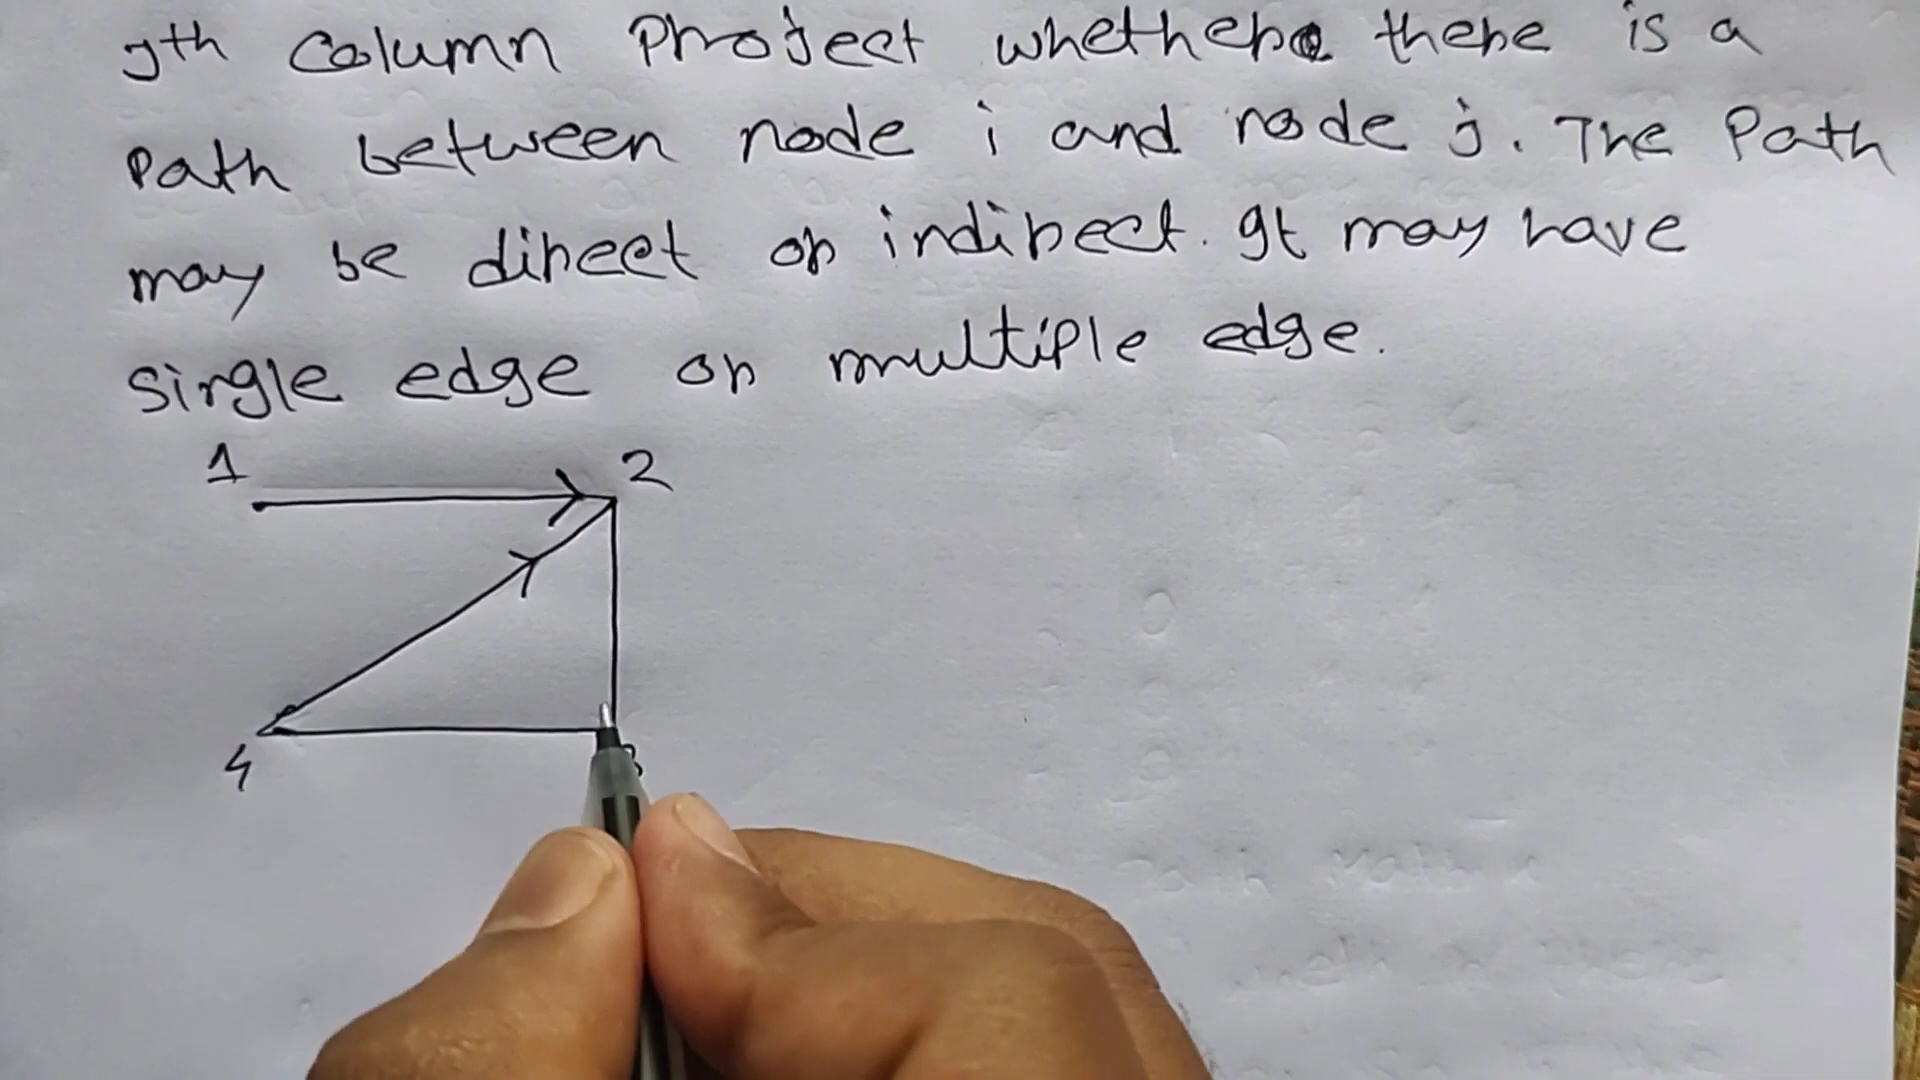 jth column Project whether there is a
Path between node i and node j. The Path
may be direct or indirect. It may have
single edge or multiple edge.
1 2
4 3